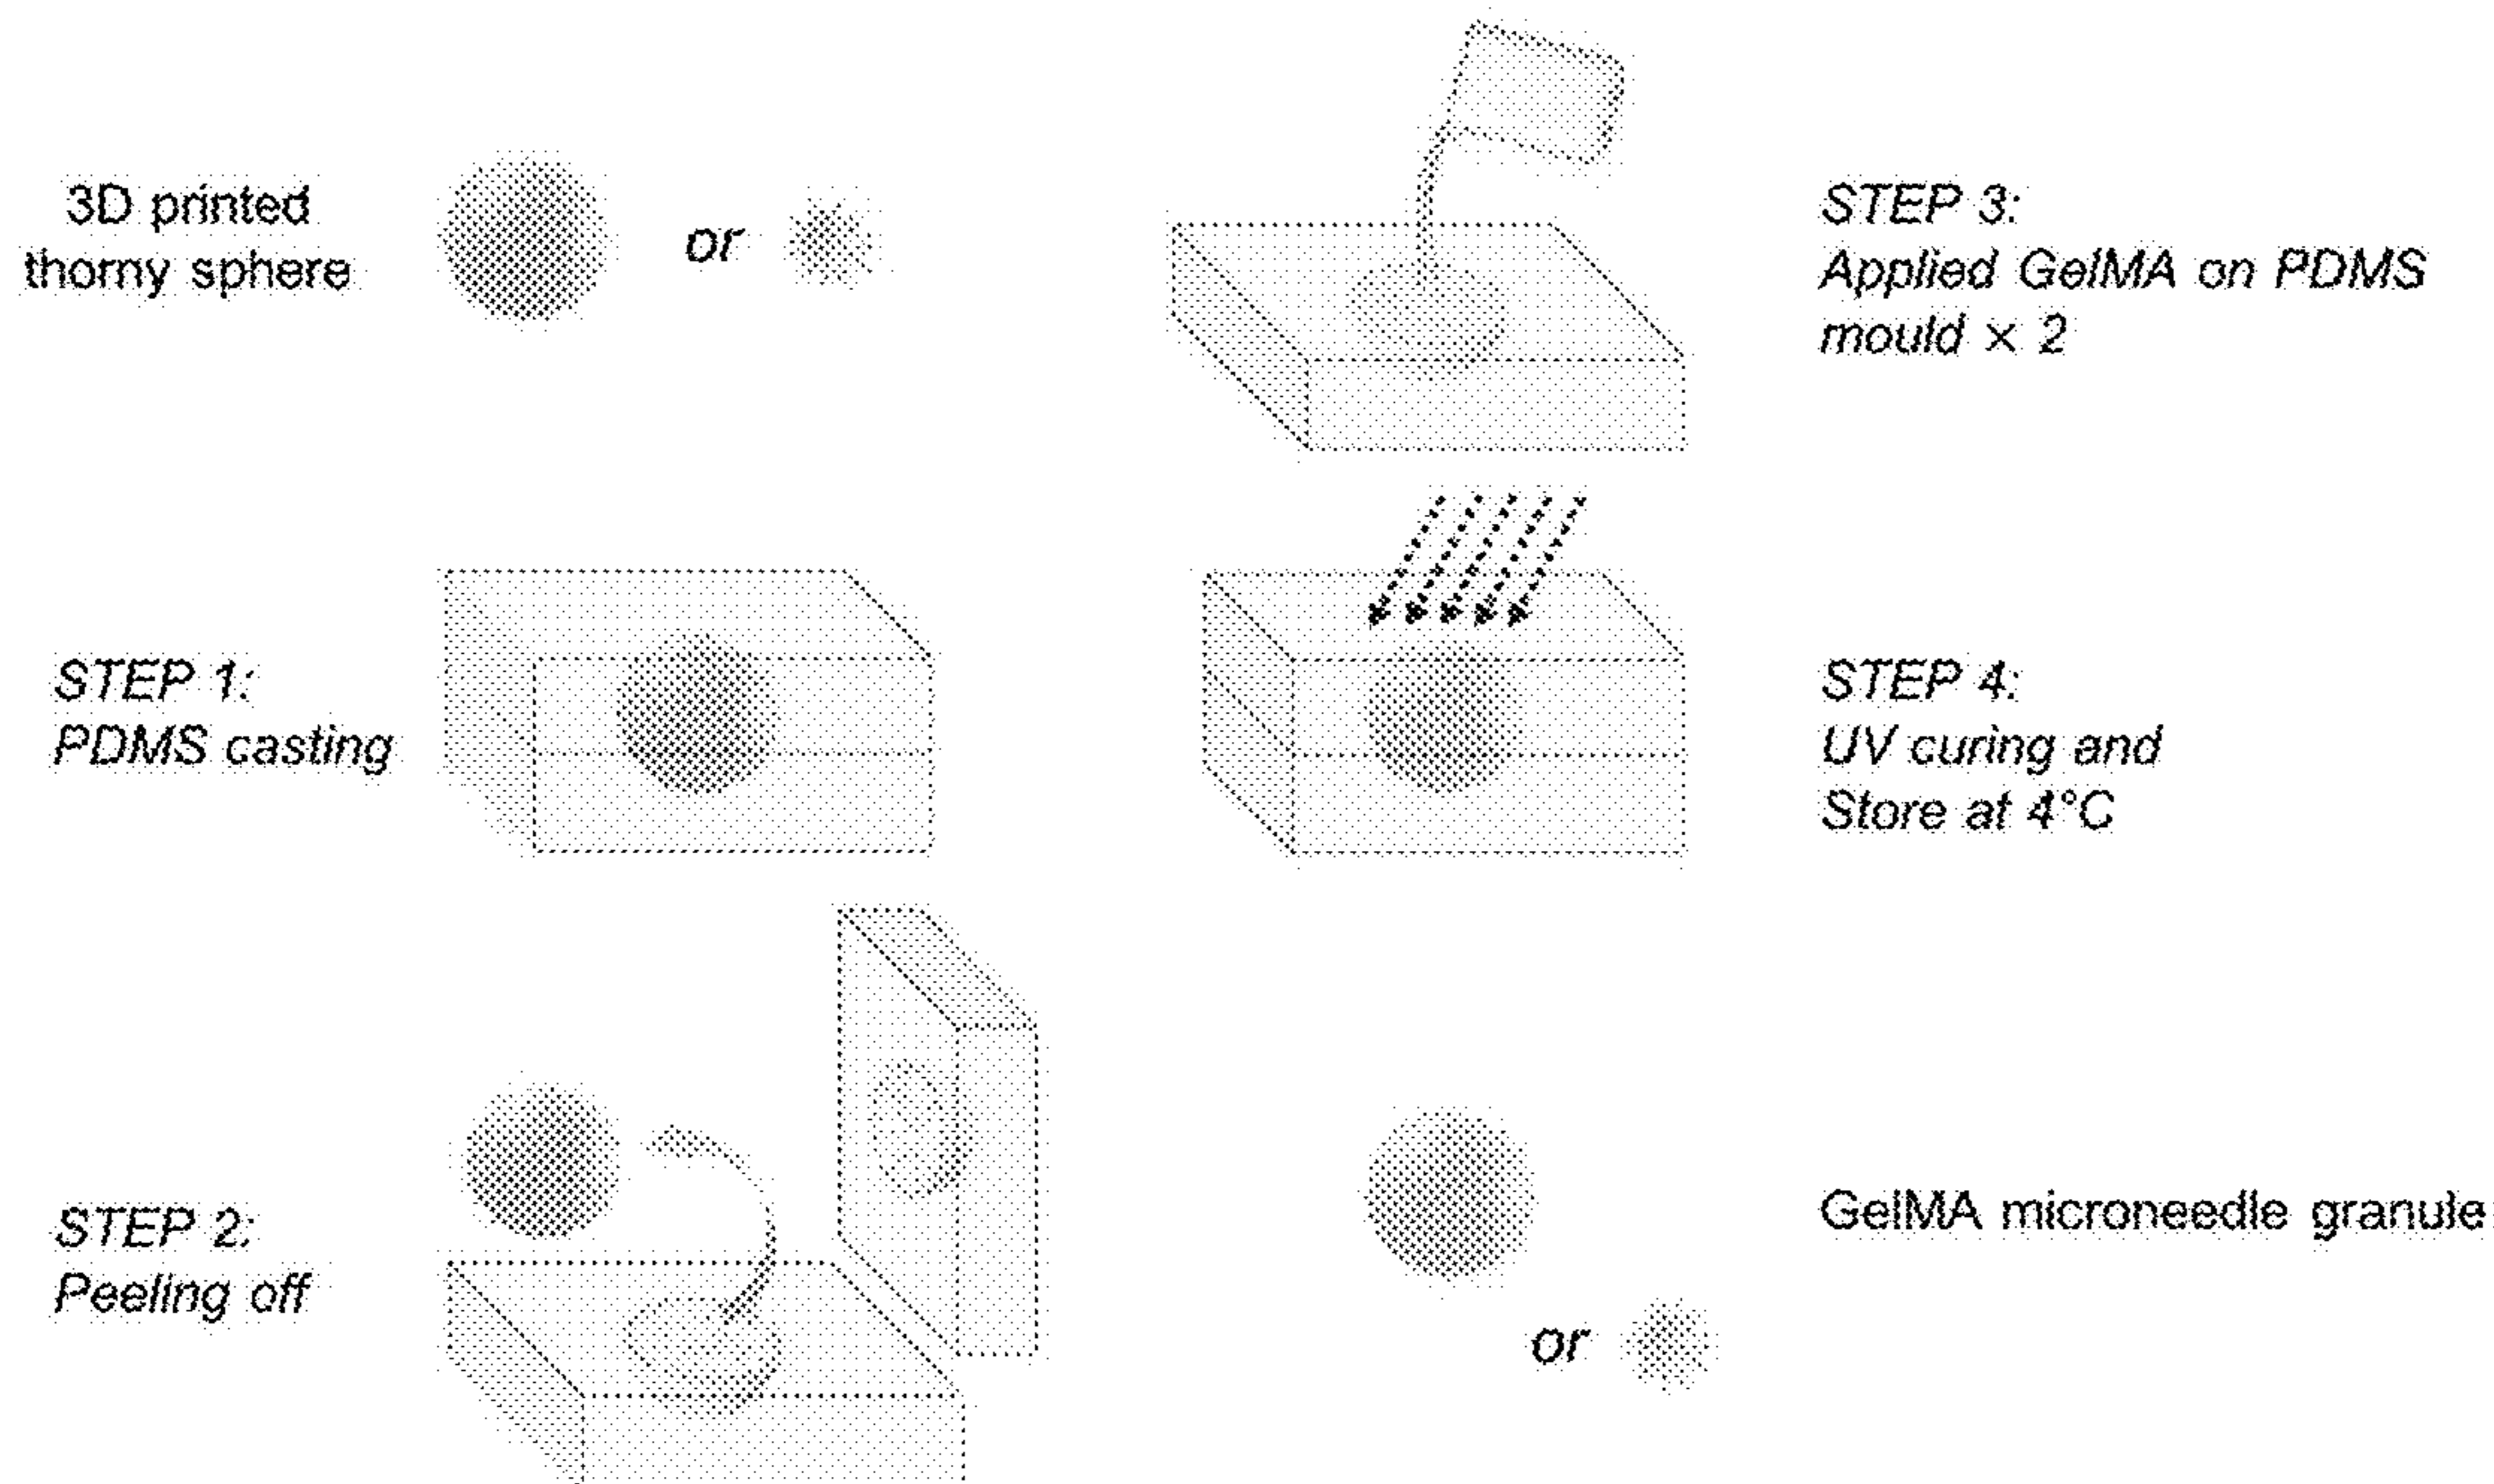 3D printed
thorny sphere
or
STEP 1:
PDMS casting
STEP 2:
Peeling off
STEP 3:
Applied GelMA on PDMS
mould × 2
STEP 4:
UV curing and
Store at 4°C
GelMA microneedle granule
or